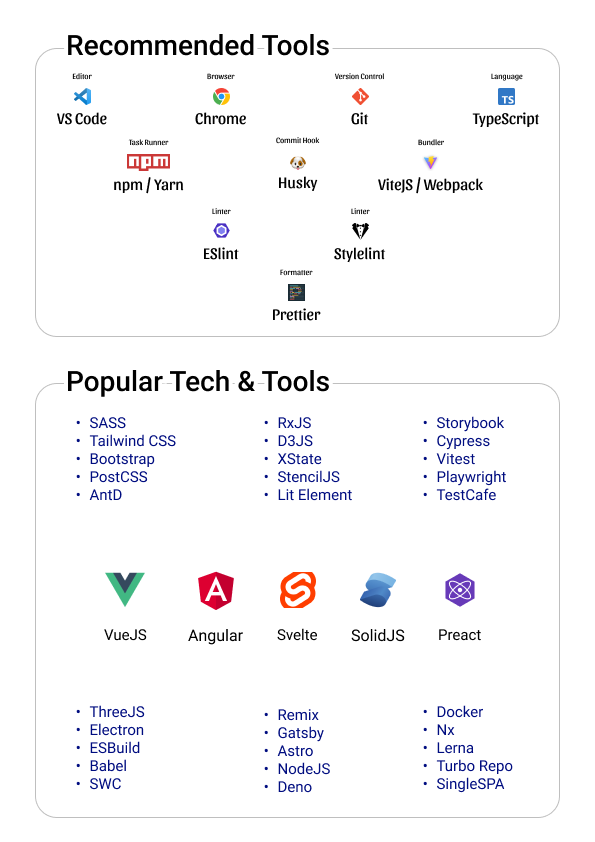 Recommended Tools
Editor
Browser
Version Control
Language
TS
VS Code
Chrome
Git
TypeScript
Task Runner
Commit Hook
Bundler
npm
npm / Yarn
Husky
ViteJS / Webpack
Linter
Linter
ESlint
Stylelint
Formatter
Prettier
Popular Tech & Tools
• SASS
• Tailwind CSS
• Bootstrap
• PostCSS
• AntD
• RxJS
• D3JS
• XState
• StencilJS
• Lit Element
• Storybook
• Cypress
• Vitest
• Playwright
• TestCafe
VueJS
Angular
Svelte
SolidJS
Preact
• ThreeJS
• Electron
• ESBuild
• Babel
• SWC
• Remix
• Gatsby
• Astro
• NodeJS
• Deno
• Docker
• Nx
• Lerna
• Turbo Repo
• SingleSPA